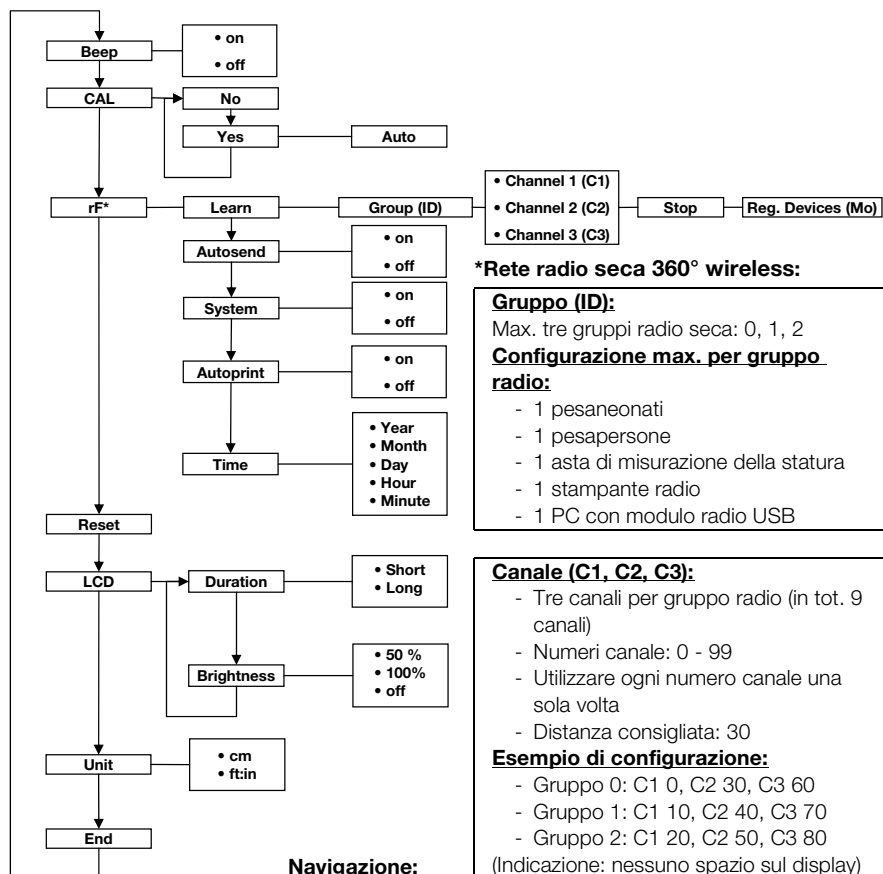 Beep
• on
• off
CAL
No
Yes
Auto
rF*
Learn
Group (ID)
• Channel 1 (C1)
• Channel 2 (C2)
• Channel 3 (C3)
Stop
Reg. Devices (Mo)
Autosend
• on
• off
System
• on
• off
Autoprint
• on
• off
Time
• Year
• Month
• Day
• Hour
• Minute
Reset
LCD
Duration
• Short
• Long
Brightness
• 50 %
• 100%
• off
Unit
• cm
• ft:in
End
Navigazione:
*Rete radio seca 360° wireless:
Gruppo (ID):
Max. tre gruppi radio seca: 0, 1, 2
Configurazione max. per gruppo
radio:
- 1 pesaneonati
- 1 pesapersone
- 1 asta di misurazione della statura
- 1 stampante radio
- 1 PC con modulo radio USB
Canale (C1, C2, C3):
- Tre canali per gruppo radio (in tot. 9
canali)
- Numeri canale: 0 - 99
- Utilizzare ogni numero canale una
sola volta
- Distanza consigliata: 30
Esempio di configurazione:
- Gruppo 0: C1 0, C2 30, C3 60
- Gruppo 1: C1 10, C2 40, C3 70
- Gruppo 2: C1 20, C2 50, C3 80
(Indicazione: nessuno spazio sul display)